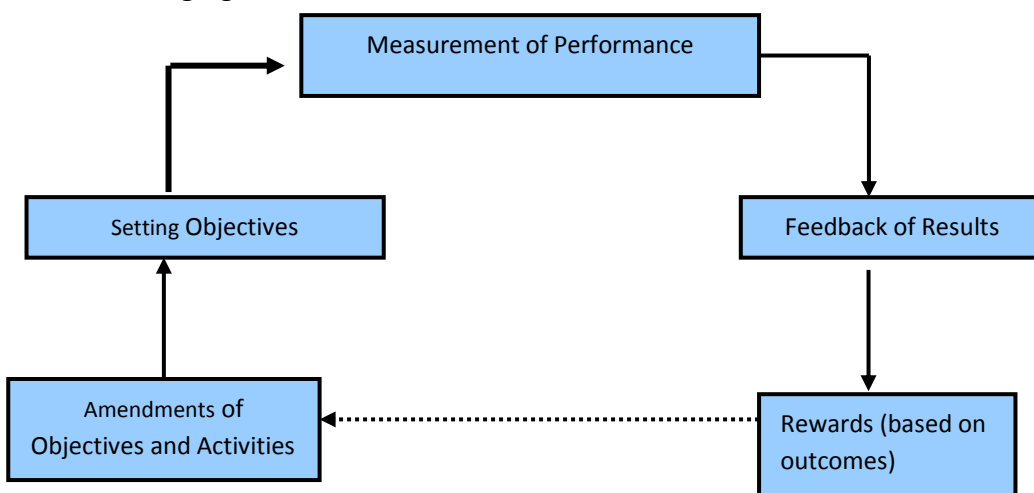 Measurement of Performance
Setting Objectives
Feedback of Results
Amendments of
Objectives and Activities
Rewards (based on
outcomes)